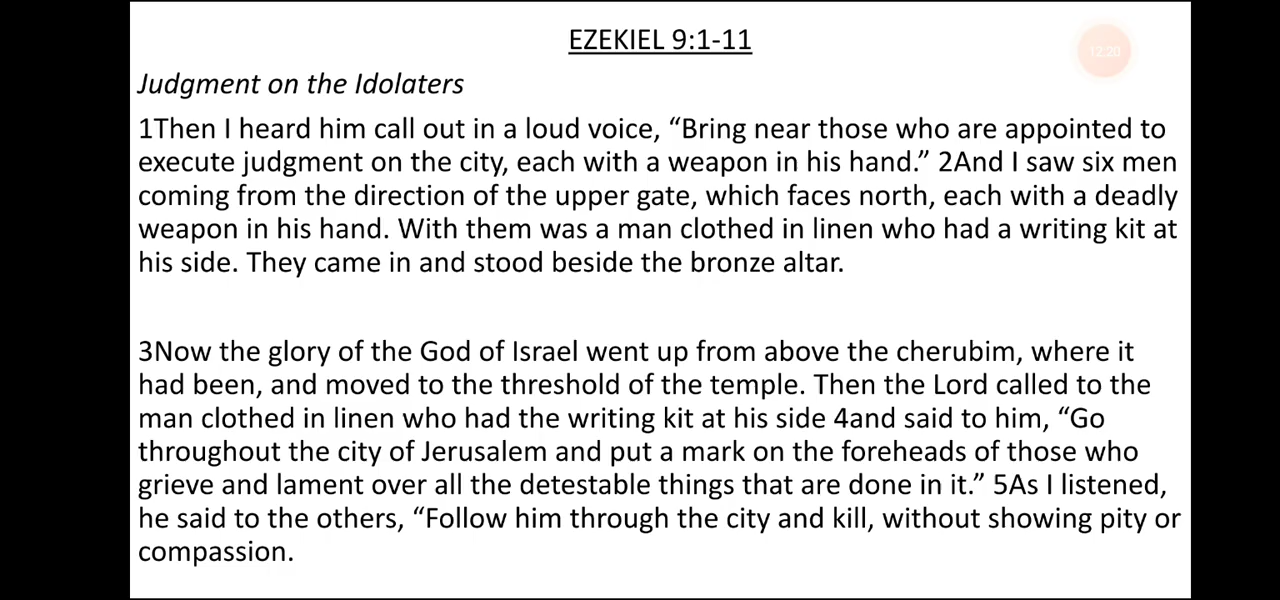 EZEKIEL 9:1-11
12:20
Judgment on the Idolaters
1Then I heard him call out in a loud voice, “Bring near those who are appointed to
execute judgment on the city, each with a weapon in his hand.” 2And I saw six men
coming from the direction of the upper gate, which faces north, each with a deadly
weapon in his hand. With them was a man clothed in linen who had a writing kit at
his side. They came in and stood beside the bronze altar.
3Now the glory of the God of Israel went up from above the cherubim, where it
had been, and moved to the threshold of the temple. Then the Lord called to the
man clothed in linen who had the writing kit at his side 4and said to him, “Go
throughout the city of Jerusalem and put a mark on the foreheads of those who
grieve and lament over all the detestable things that are done in it.” 5As I listened,
he said to the others, “Follow him through the city and kill, without showing pity or
compassion.